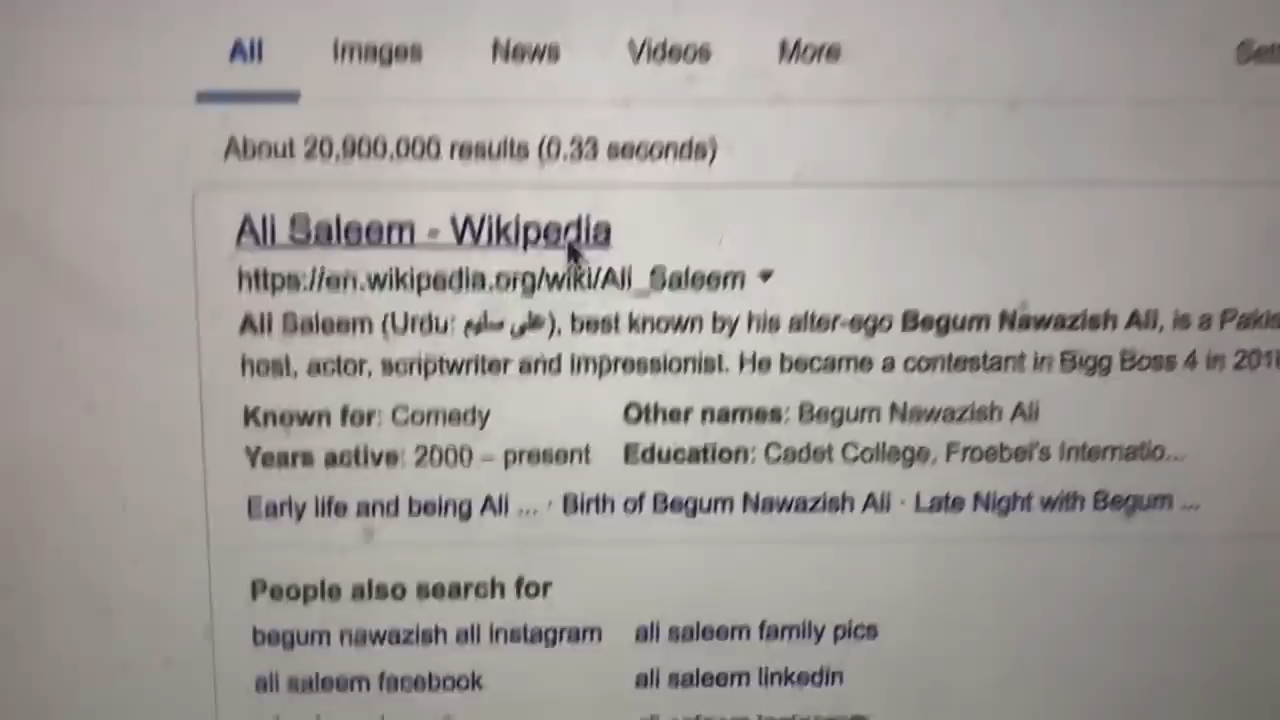 All Images News Videos More
About 20,900,000 results (0.33 seconds)
Ali Saleem - Wikipedia
https://en.wikipedia.org/wiki/Ali_Saleem
Ali Saleem (Urdu: علی سلیم), best known by his alter-ego Begum Nawazish Ali, is a
host, actor, scriptwriter and impressionist. He became a contestant in Bigg Boss 4 in
Known for: Comedy Other names: Begum Nawazish Ali
Years active: 2000 – present Education: Cadet College, Froebel's Internatio...
Early life and being Ali ... · Birth of Begum Nawazish Ali · Late Night with Begum ...
People also search for
begum nawazish ali instagram ali saleem family pics
ali saleem facebook ali saleem linkedin